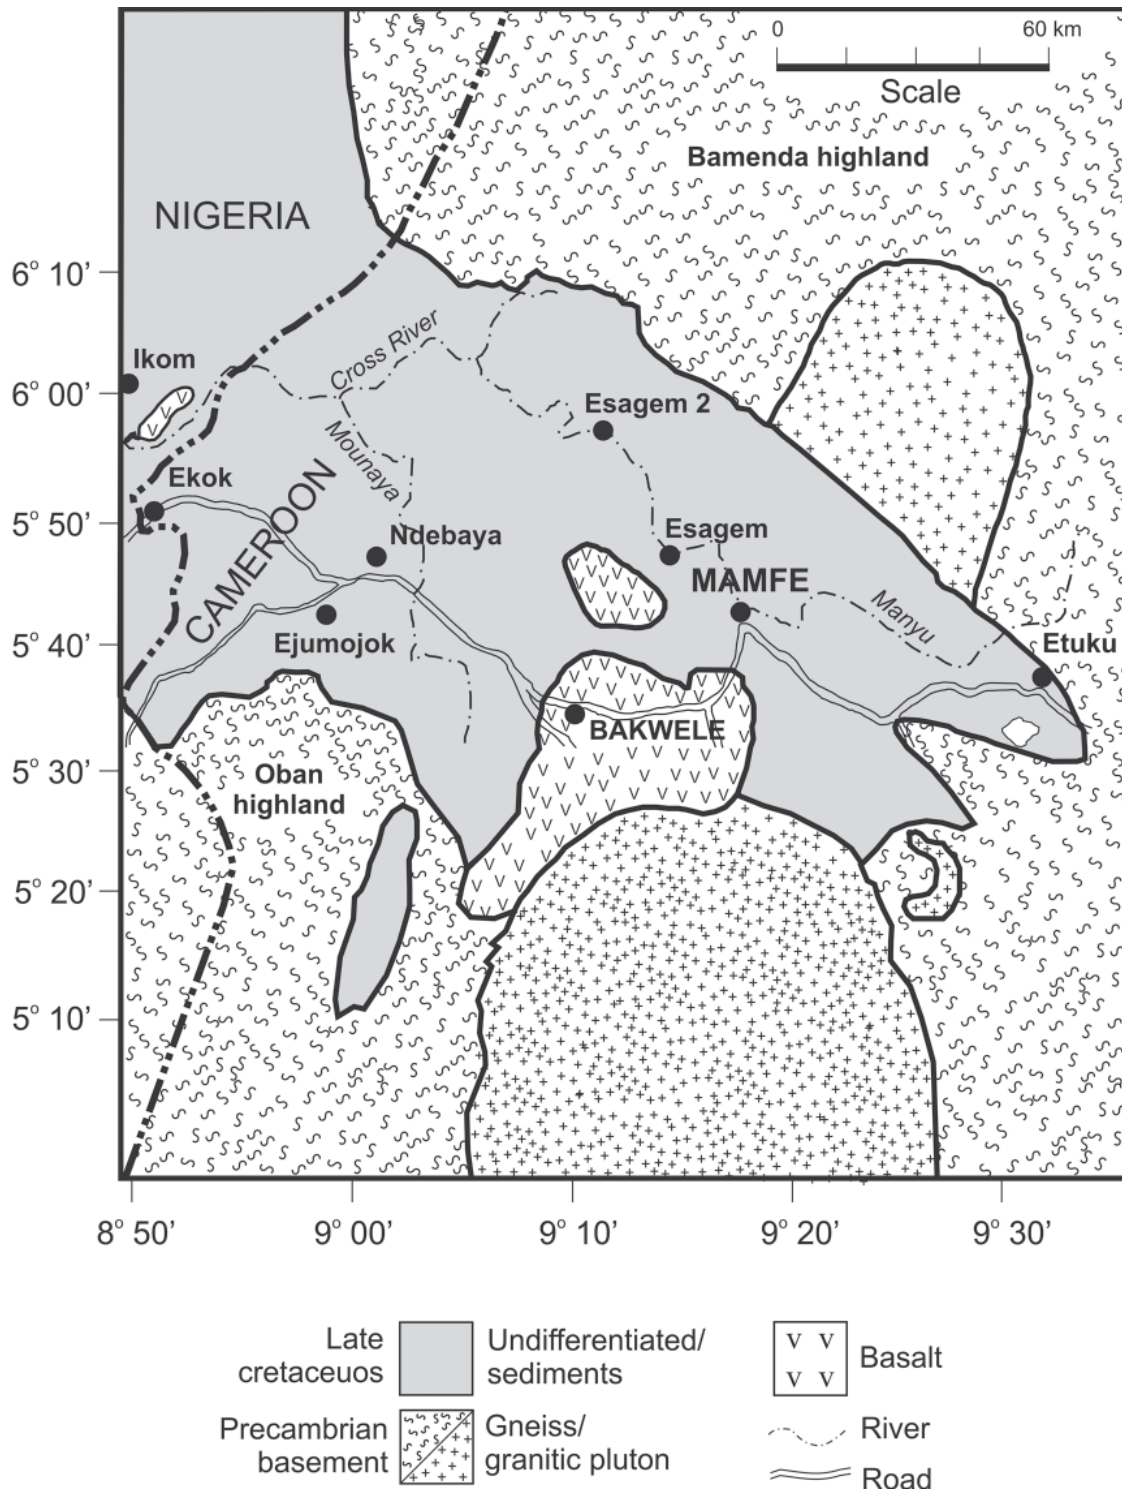 0 60 km
Scale
Bamenda highland
NIGERIA
6° 10’
Cross River
Ikom
6° 00’
Esagem 2
Mounaya
Ekok
CAMEROON
5° 50’
Ndebaya
Esagem
MAMFE
Manyu
5° 40’
Ejumojok
Etuku
BAKWELE
5° 30’
Oban
highland
5° 20’
5° 10’
8° 50’ 9° 00’ 9° 10’ 9° 20’ 9° 30’
Late
cretaceuos
Undifferentiated/
sediments
Basalt
Precambrian
basement
Gneiss/
granitic pluton
River
Road